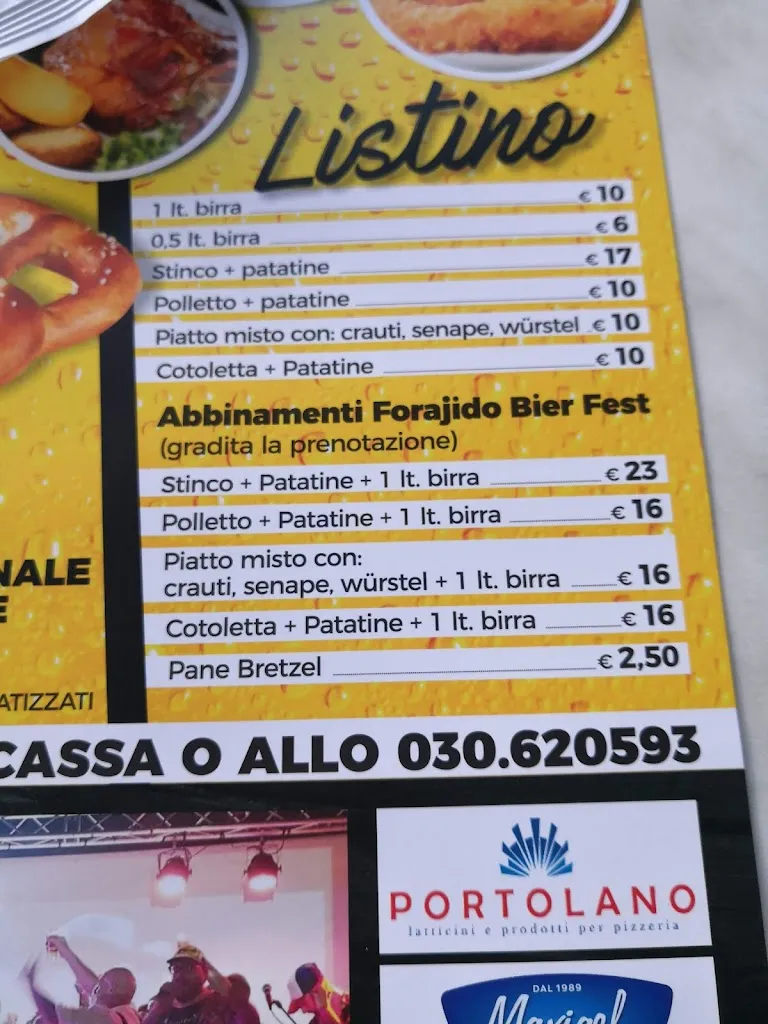 Listino
1 lt. birra € 10
0,5 lt. birra € 6
Stinco + patatine € 17
Polletto + patatine € 10
Piatto misto con: crauti, senape, würstel € 10
Cotoletta + Patatine € 10
Abbinamenti Forajido Bier Fest
(gradita la prenotazione)
Stinco + Patatine + 1 lt. birra € 23
Polletto + Patatine + 1 lt. birra € 16
Piatto misto con:
crauti, senape, würstel + 1 lt. birra € 16
Cotoletta + Patatine + 1 lt. birra € 16
Pane Bretzel € 2,50
NALE
E
ATIZZATI
CASSA O ALLO 030.620593
PORTOLANO
latticini e prodotti per pizzeria
DAL 1989